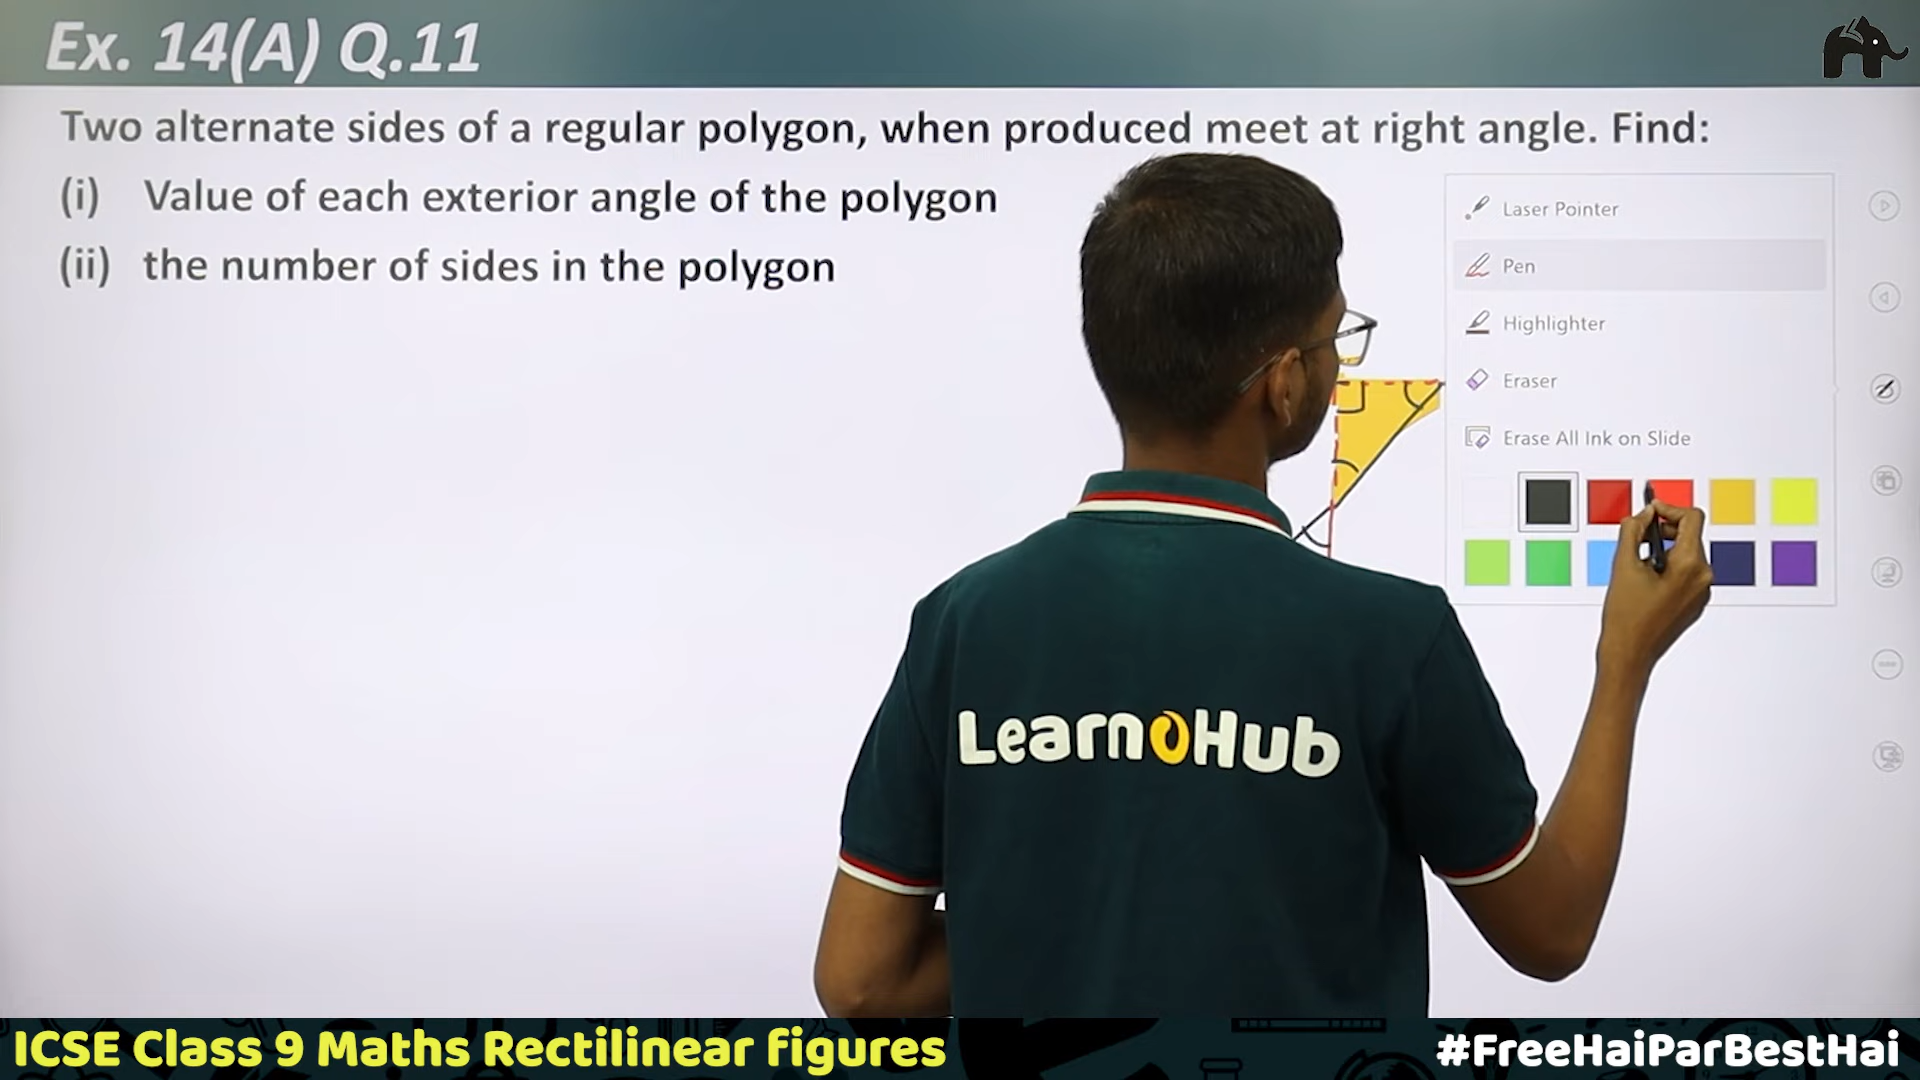 Ex. 14(A) Q.11
Two alternate sides of a regular polygon, when produced meet at right angle. Find:
(i) Value of each exterior angle of the polygon
(ii) the number of sides in the polygon
Laser Pointer
Pen
Highlighter
Eraser
Erase All Ink on Slide
LearnoHub
ICSE Class 9 Maths Rectilinear figures
#FreeHaiParBestHai